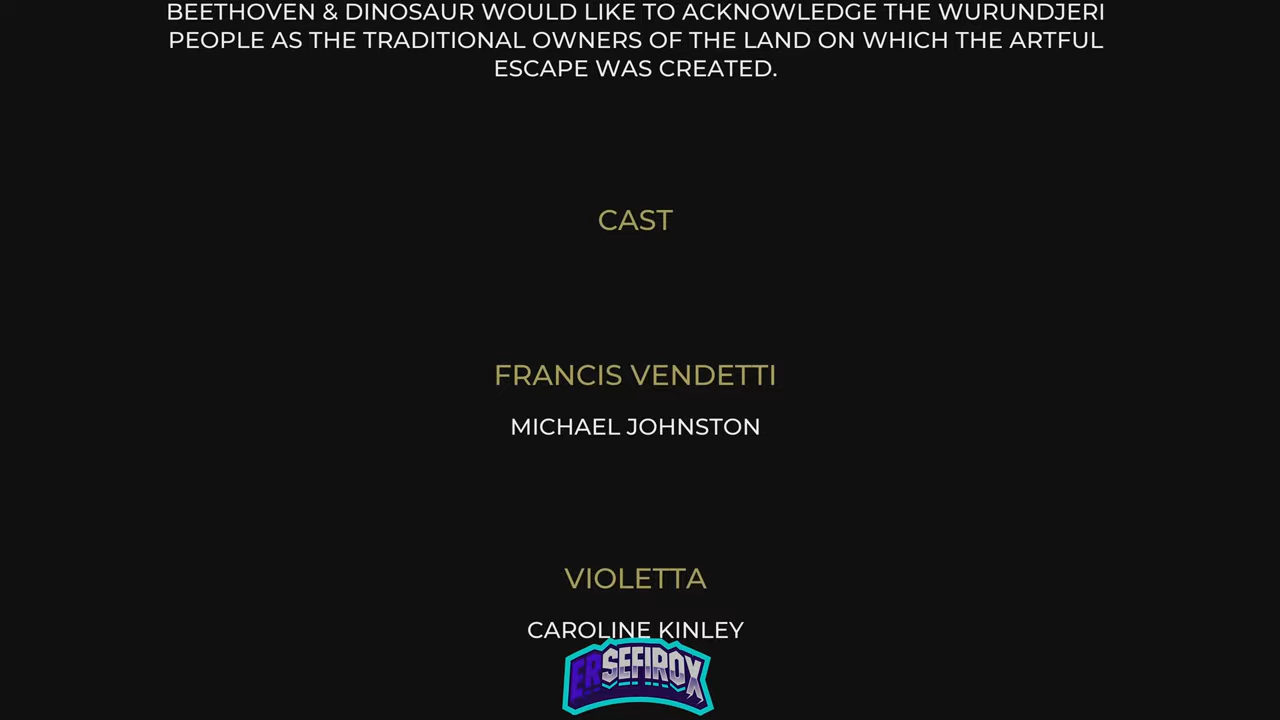 BEETHOVEN & DINOSAUR WOULD LIKE TO ACKNOWLEDGE THE WURUNDJERI
PEOPLE AS THE TRADITIONAL OWNERS OF THE LAND ON WHICH THE ARTFUL
ESCAPE WAS CREATED.
CAST
FRANCIS VENDETTI
MICHAEL JOHNSTON
VIOLETTA
CAROLINE KINLEY
ERSEFIROX